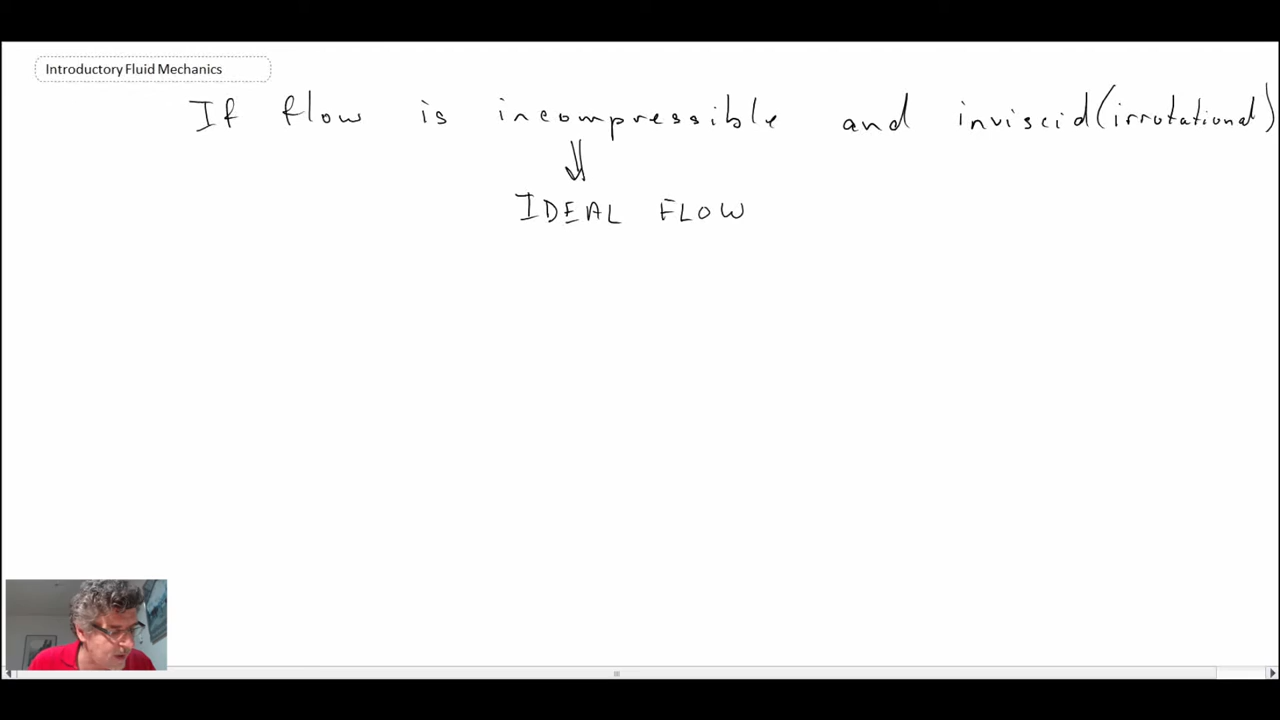 Introductory Fluid Mechanics
If flow is incompressible and inviscid(irrotational)
IDEAL FLOW